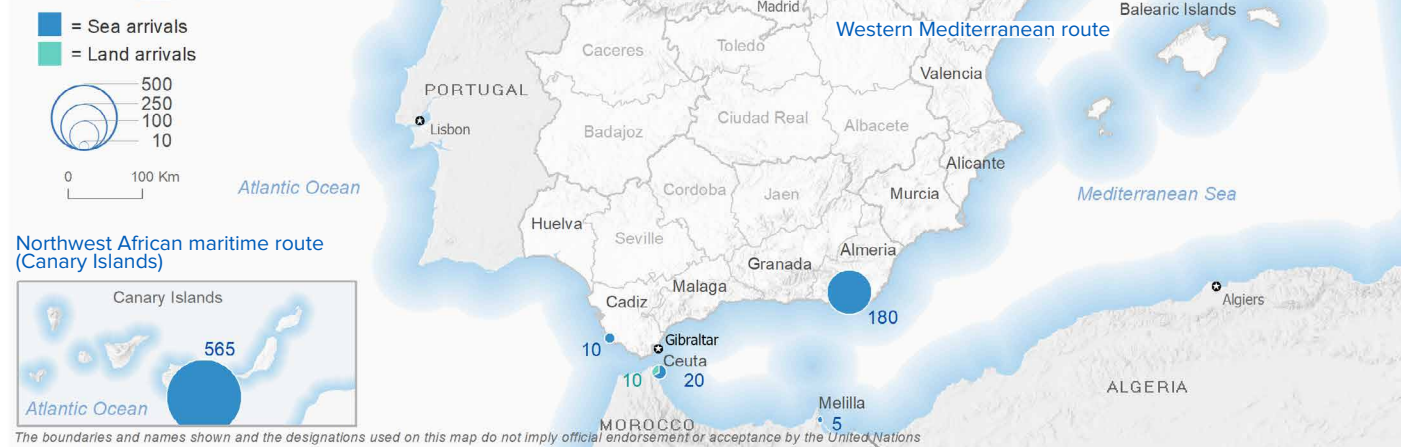 = Sea arrivals
= Land arrivals
500
250
100
10
0 100 Km
Madrid
Western Mediterranean route
Balearic Islands
Caceres
Toledo
Valencia
PORTUGAL
Lisbon
Badajoz
Ciudad Real
Albacete
Alicante
Atlantic Ocean
Cordoba
Jaen
Murcia
Mediterranean Sea
Huelva
Seville
Almeria
Granada
Malaga
Cadiz
180
Algiers
10
Gibraltar
Ceuta
10
20
ALGERIA
Melilla
5
MOROCCO
Northwest African maritime route
(Canary Islands)
Canary Islands
565
Atlantic Ocean
The boundaries and names shown and the designations used on this map do not imply official endorsement or acceptance by the United Nations